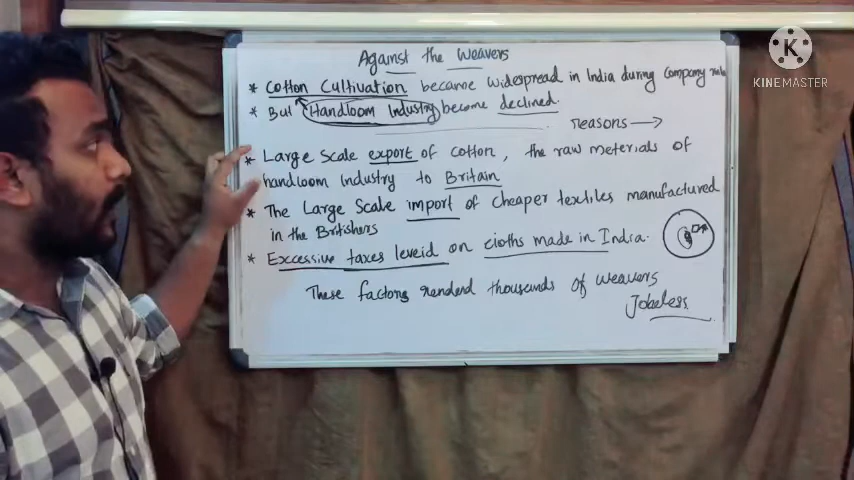 Against the Weavers
* Cotton Cultivation became widespread in India during Company rule
* But Handloom Industry become declined.
reasons →
* Large Scale export of cotton, the raw meterials of
handloom Industry to Britain
* The Large Scale import of Cheaper textiles manufactured
in the Britishers
* Excessive taxes leveid on cloths made in India.
These factors renderd thousands of weavers
Jobeless
K
KINEMASTER